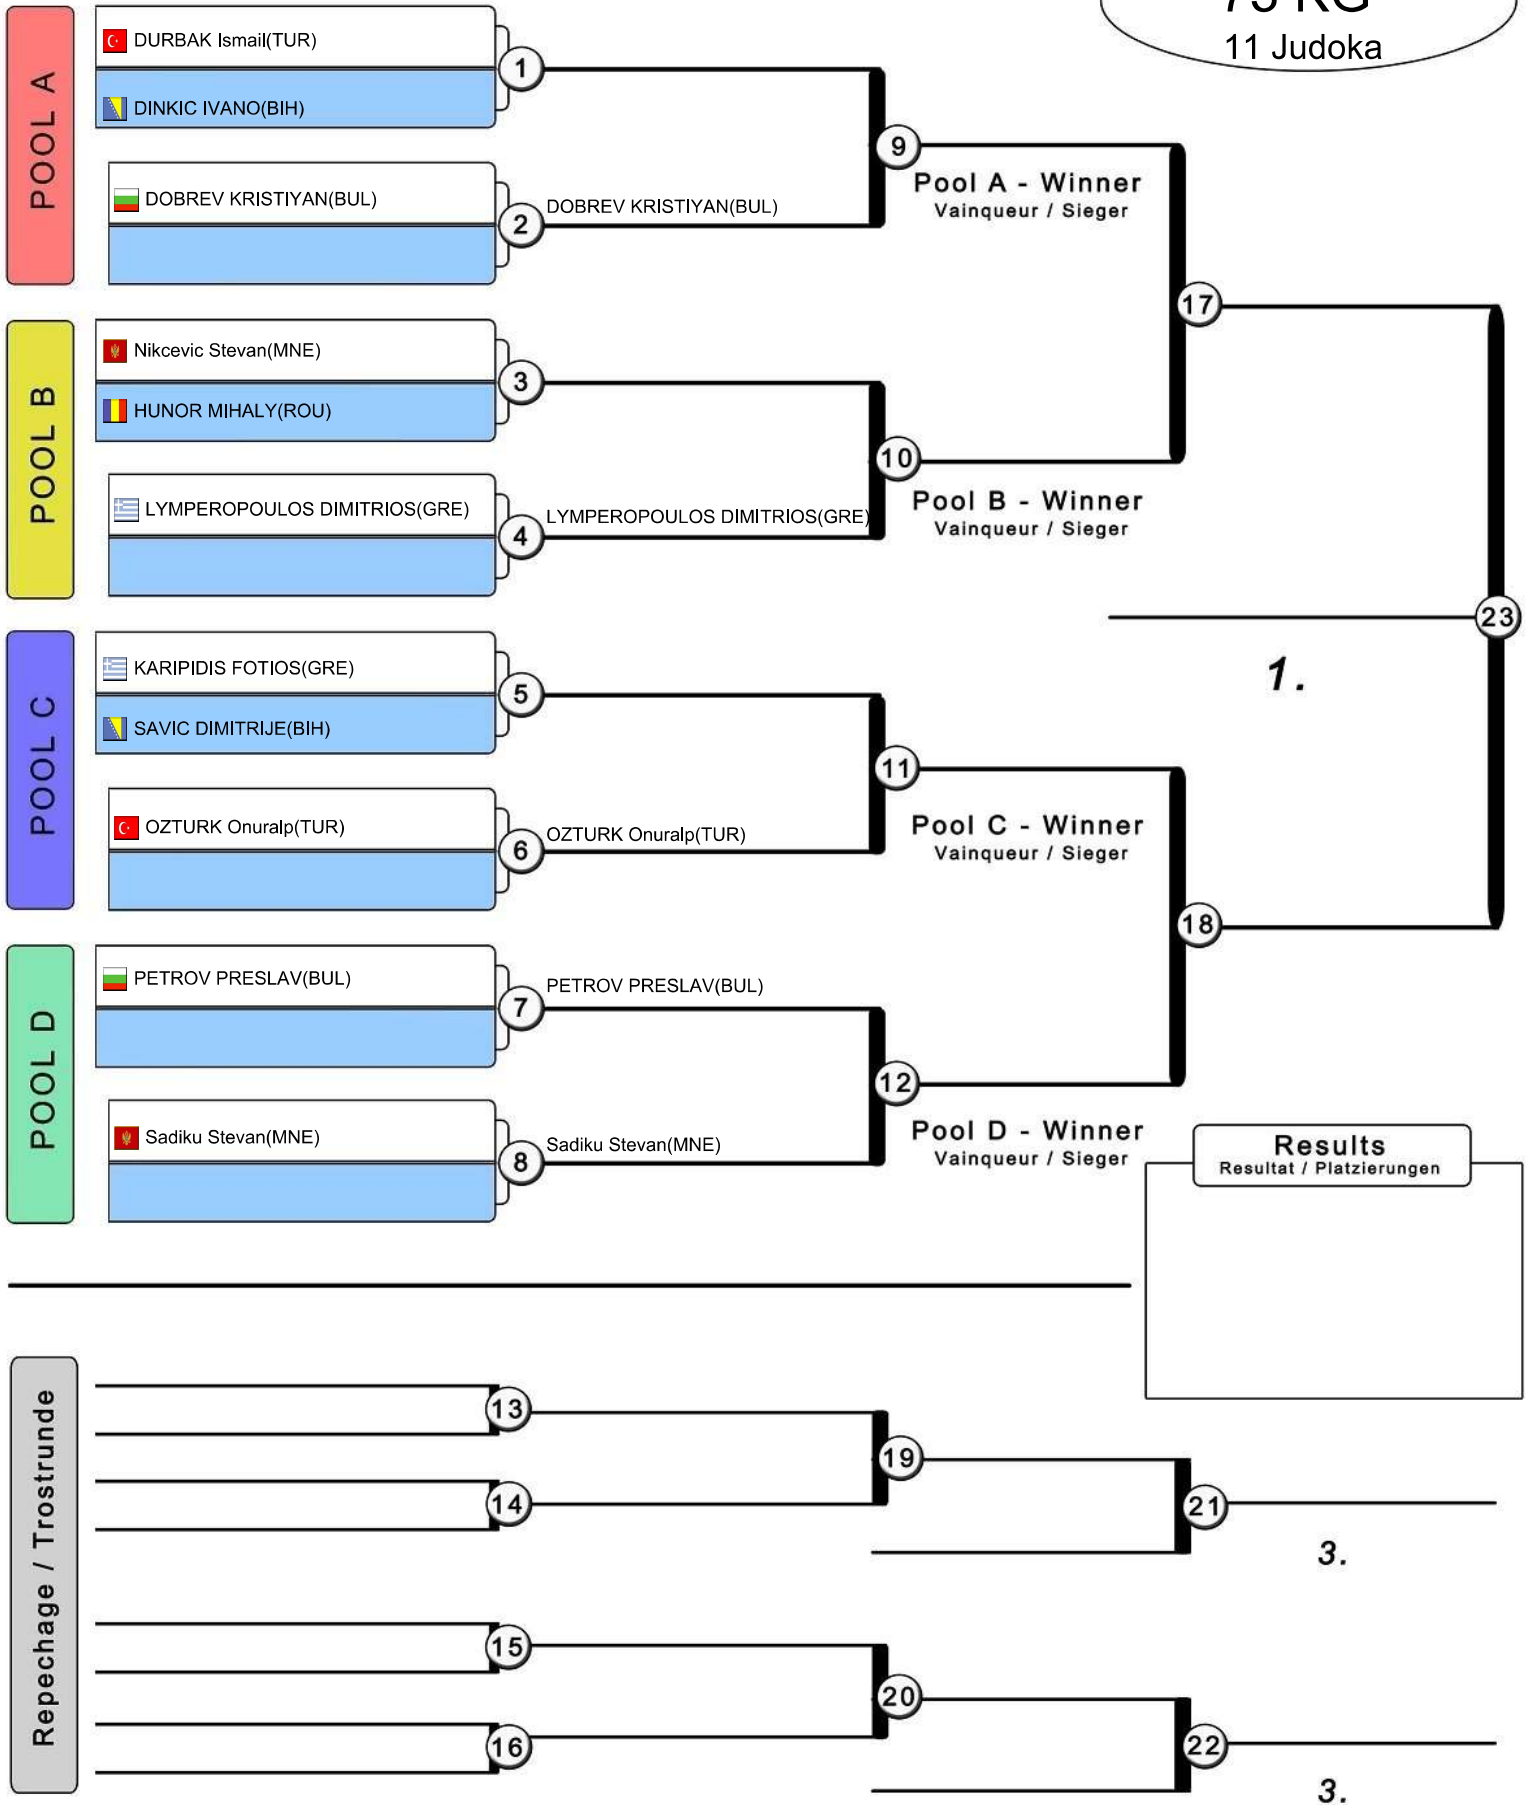 73 KG
11 Judoka
POOL A
DURBAK Ismail(TUR)
DINKIC IVANO(BIH)
1
DOBREV KRISTIYAN(BUL)
2
DOBREV KRISTIYAN(BUL)
9
Pool A - Winner
Vainqueur / Sieger
17
POOL B
Nikcevic Stevan(MNE)
HUNOR MIHALY(ROU)
3
LYMPEROPOULOS DIMITRIOS(GRE)
4
LYMPEROPOULOS DIMITRIOS(GRE)
10
Pool B - Winner
Vainqueur / Sieger
23
1.
POOL C
KARIPIDIS FOTIOS(GRE)
SAVIC DIMITRIJE(BIH)
5
OZTURK Onuralp(TUR)
6
OZTURK Onuralp(TUR)
11
Pool C - Winner
Vainqueur / Sieger
18
POOL D
PETROV PRESLAV(BUL)
7
PETROV PRESLAV(BUL)
Sadiku Stevan(MNE)
8
Sadiku Stevan(MNE)
12
Pool D - Winner
Vainqueur / Sieger
Results
Resultat / Platzierungen
Repechage / Trostrunde
13
14
19
21
3.
15
16
20
22
3.